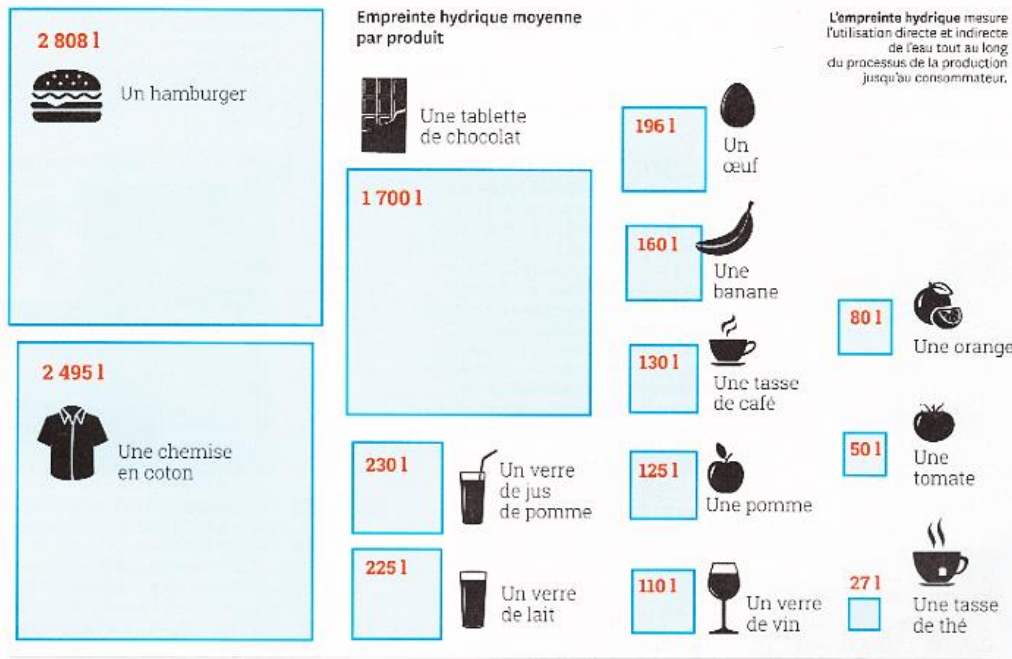 Empreinte hydrique moyenne
par produit
L'empreinte hydrique mesure
l'utilisation directe et indirecte
de l'eau tout au long
du processus de la production
jusqu'au consommateur.
2 808 l
Un hamburger
2 495 l
Une chemise
en coton
Une tablette
de chocolat
1 700 l
230 l
Un verre
de jus
de pomme
225 l
Un verre
de lait
196 l
Un
œuf
160 l
Une
banane
130 l
Une tasse
de café
125 l
Une pomme
110 l
Un verre
de vin
80 l
Une orange
50 l
Une
tomate
27 l
Une tasse
de thé